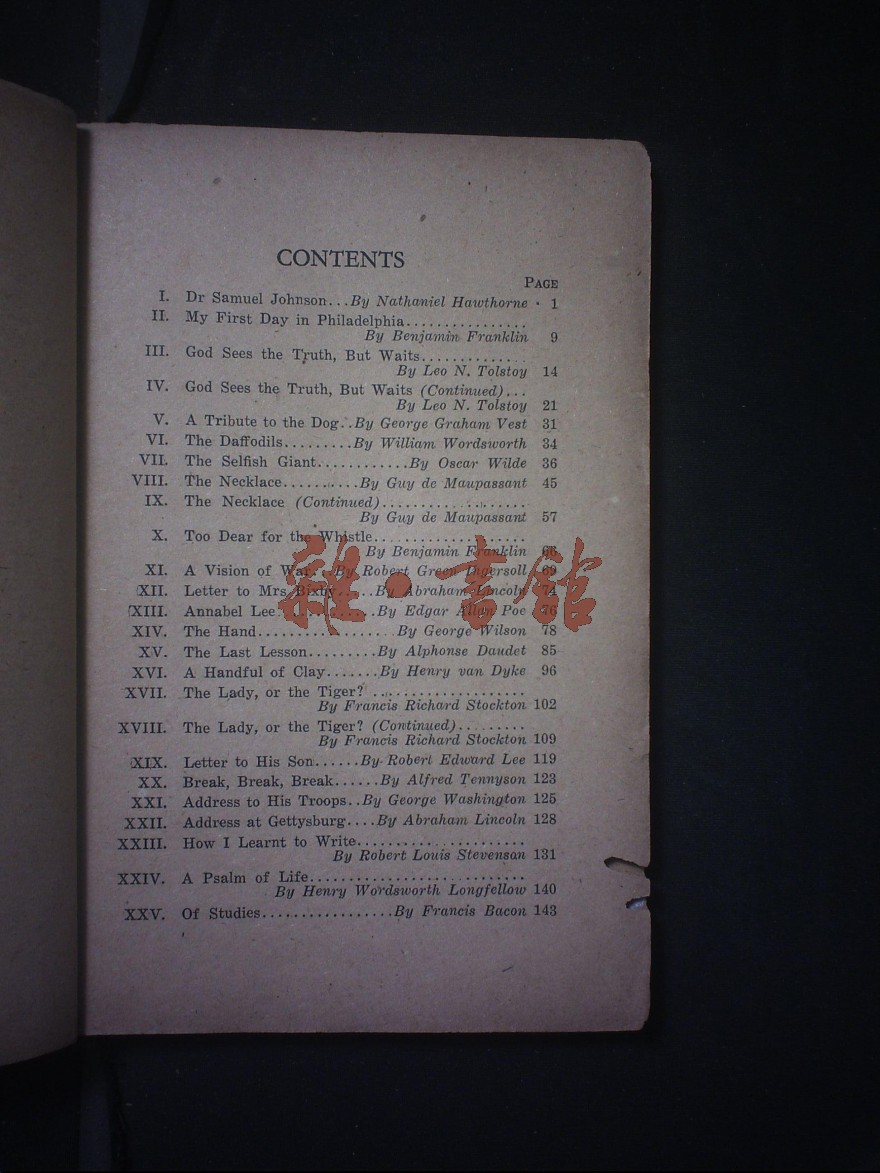 CONTENTS
PAGE
I. Dr Samuel Johnson...By Nathaniel Hawthorne · 1
II. My First Day in Philadelphia................
By Benjamin Franklin 9
III. God Sees the Truth, But Waits..............
By Leo N. Tolstoy 14
IV. God Sees the Truth, But Waits (Continued)...
By Leo N. Tolstoy 21
V. A Tribute to the Dog..By George Graham Vest 31
VI. The Daffodils.........By William Wordsworth 34
VII. The Selfish Giant............By Oscar Wilde 36
VIII. The Necklace..........By Guy de Maupassant 45
IX. The Necklace (Continued)...................
By Guy de Maupassant 57
X. Too Dear for the Whistle....................
By Benjamin Franklin 66
XI. A Vision of War...By Robert Green Ingersoll 69
XII. Letter to Mrs Bixby.....By Abraham Lincoln 74
XIII. Annabel Lee.............By Edgar Allan Poe 76
XIV. The Hand..................By George Wilson 78
XV. The Last Lesson.........By Alphonse Daudet 85
XVI. A Handful of Clay.......By Henry van Dyke 96
XVII. The Lady, or the Tiger? ...................
By Francis Richard Stockton 102
XVIII. The Lady, or the Tiger? (Continued).........
By Francis Richard Stockton 109
XIX. Letter to His Son......By Robert Edward Lee 119
XX. Break, Break, Break......By Alfred Tennyson 123
XXI. Address to His Troops..By George Washington 125
XXII. Address at Gettysburg....By Abraham Lincoln 128
XXIII. How I Learnt to Write.....................
By Robert Louis Stevenson 131
XXIV. A Psalm of Life...........................
By Henry Wordsworth Longfellow 140
XXV. Of Studies.................By Francis Bacon 143
雜·書館